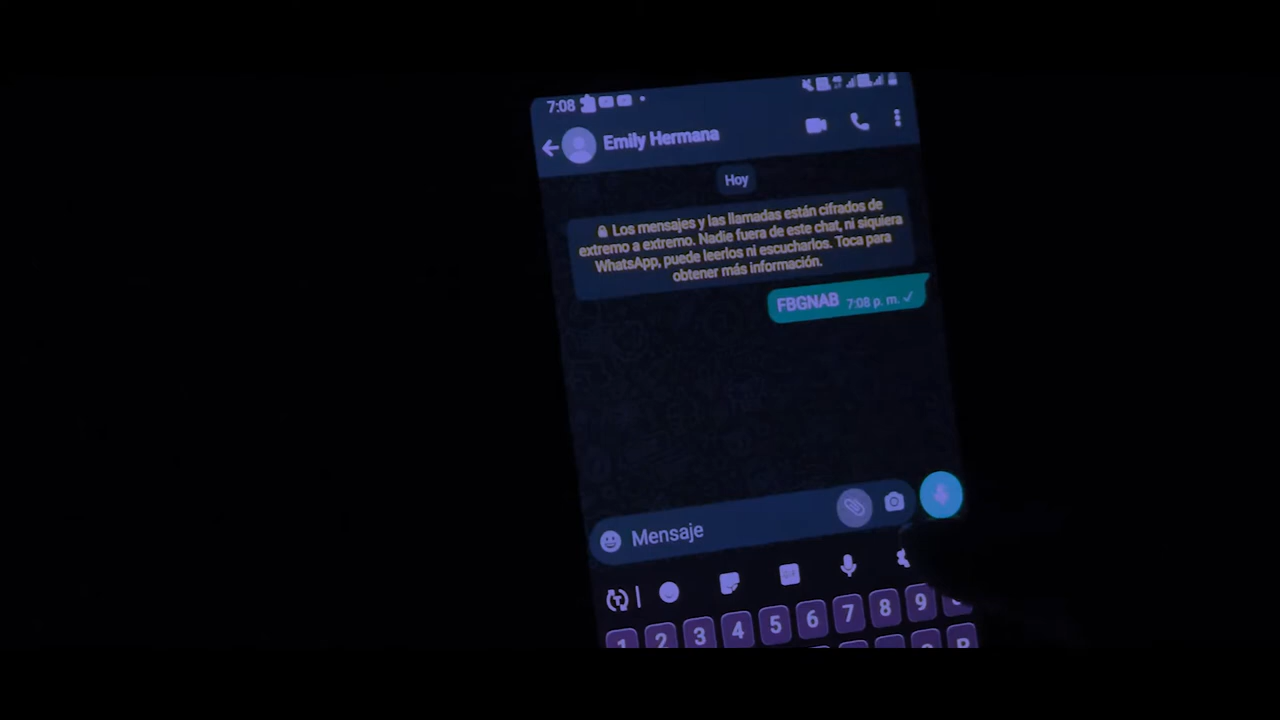 7:08
Emily Hermana
Hoy
Los mensajes y las llamadas están cifrados de
extremo a extremo. Nadie fuera de este chat, ni siquiera
WhatsApp, puede leerlos ni escucharlos. Toca para
obtener más información.
FBGNAB 7:08 p. m.
Mensaje
1 2 3 4 5 6 7 8 9
P